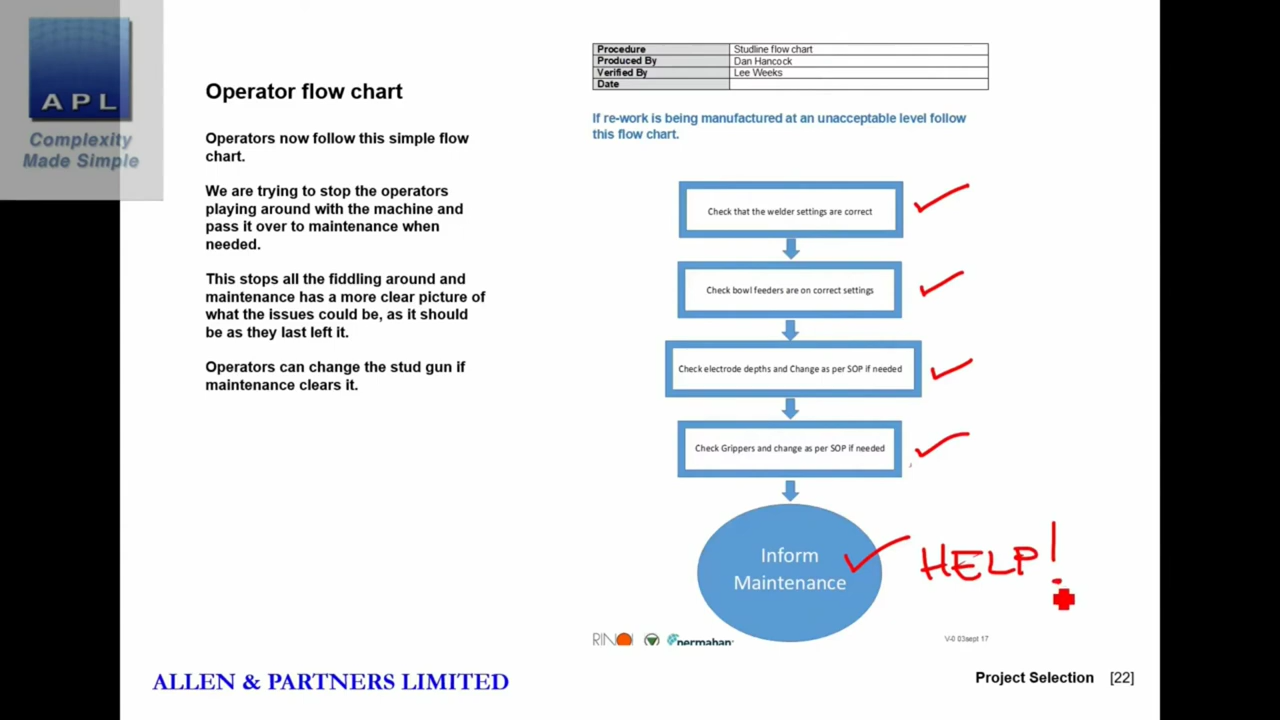 APL
Complexity
Made Simple
Operator flow chart
Operators now follow this simple flow
chart.
We are trying to stop the operators
playing around with the machine and
pass it over to maintenance when
needed.
This stops all the fiddling around and
maintenance has a more clear picture of
what the issues could be, as it should
be as they last left it.
Operators can change the stud gun if
maintenance clears it.
Procedure Studline flow chart
Produced By Dan Hancock
Verified By Lee Weeks
Date
If re-work is being manufactured at an unacceptable level follow
this flow chart.
Check that the welder settings are correct
Check bowl feeders are on correct settings
Check electrode depths and Change as per SOP if needed
Check Grippers and change as per SOP if needed
Inform
Maintenance
HELP!
V-0 03sept 17
ALLEN & PARTNERS LIMITED
Project Selection [22]